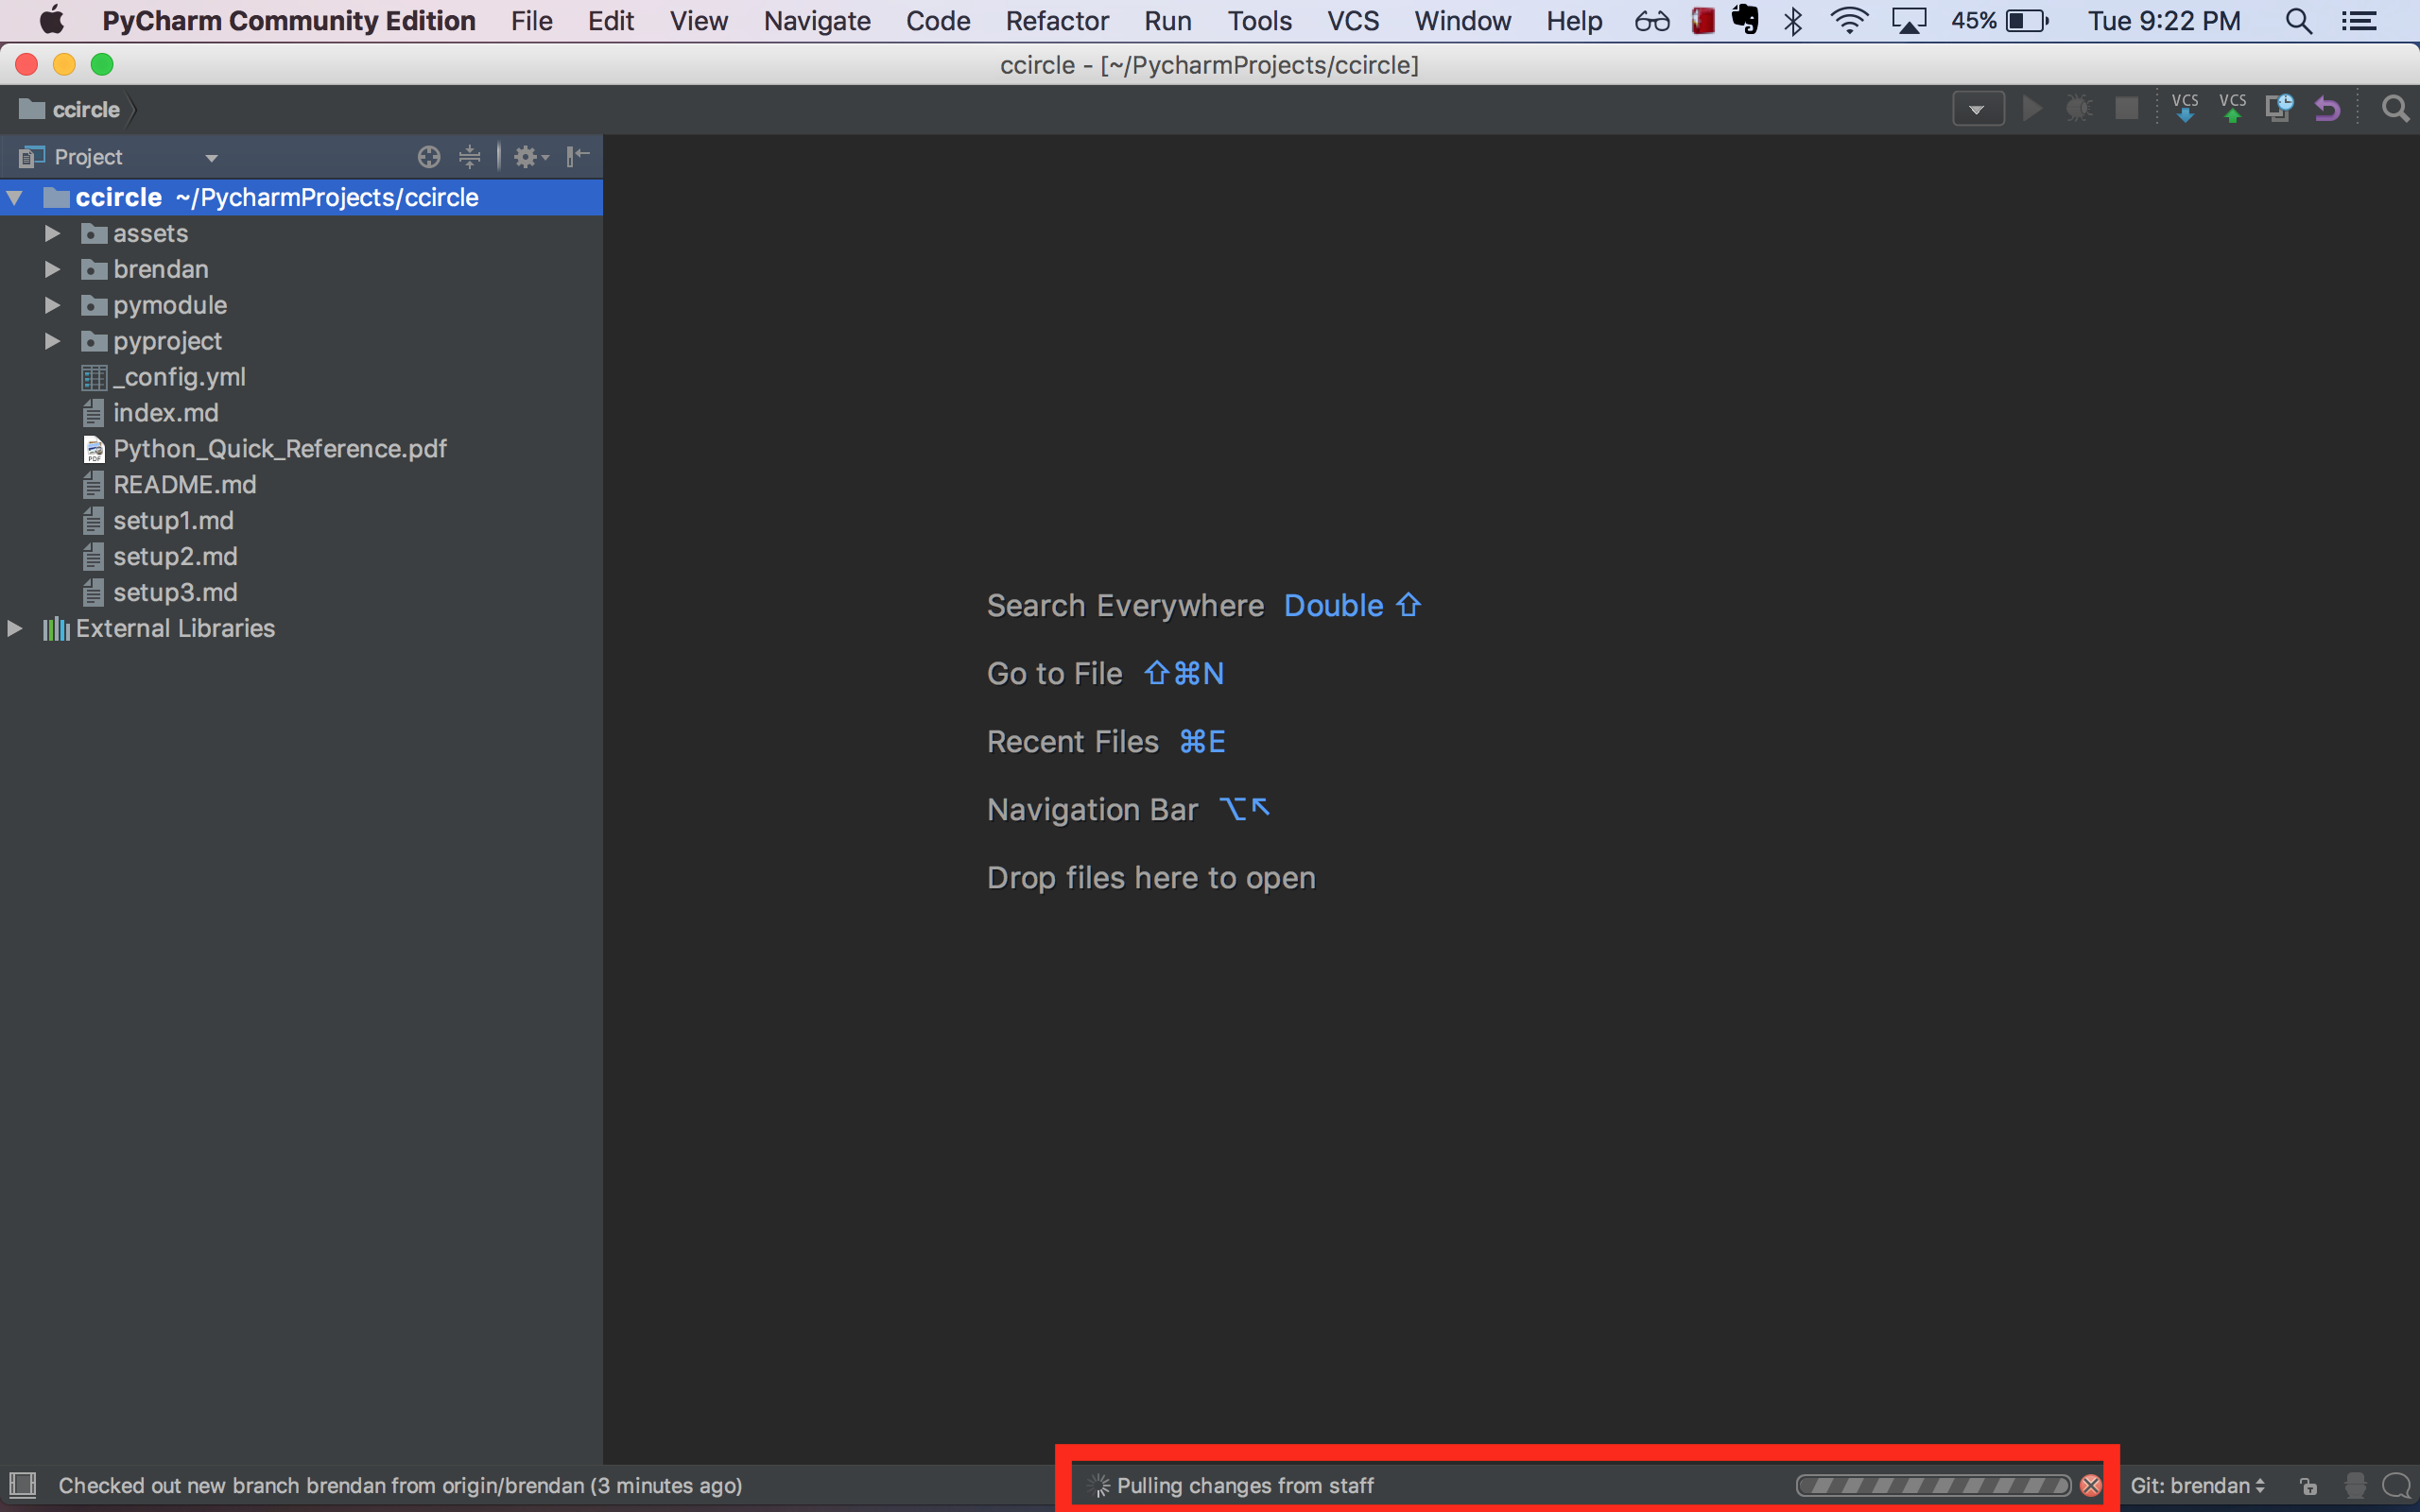 PyCharm Community Edition File Edit View Navigate Code Refactor Run Tools VCS Window Help 45% Tue 9:22 PM
ccircle - [~/PycharmProjects/ccircle]
ccircle
VCS VCS
Project
ccircle ~/PycharmProjects/ccircle
assets
brendan
pymodule
pyproject
_config.yml
index.md
Python_Quick_Reference.pdf
README.md
setup1.md
setup2.md
setup3.md
External Libraries
Search Everywhere Double ⇧
Go to File ⇧⌘N
Recent Files ⌘E
Navigation Bar ⌥↖
Drop files here to open
Checked out new branch brendan from origin/brendan (3 minutes ago)
Pulling changes from staff
Git: brendan